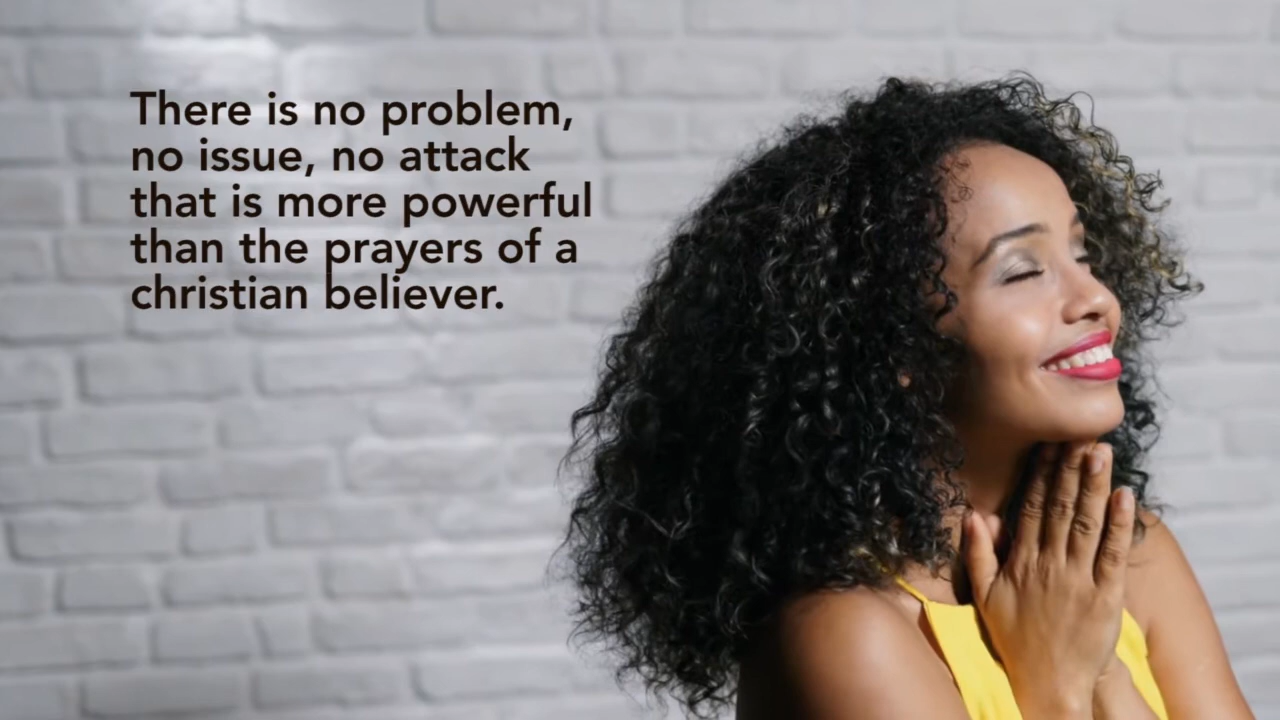 There is no problem,
no issue, no attack
that is more powerful
than the prayers of a
christian believer.